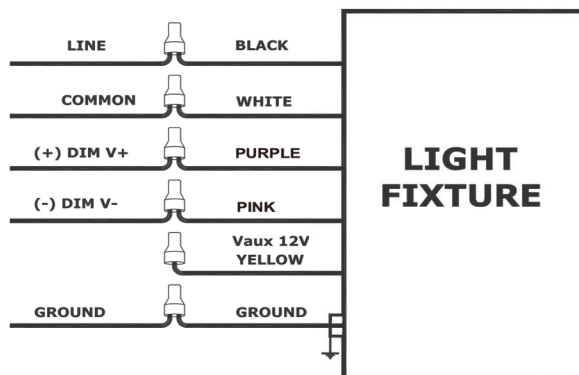 LINE BLACK
COMMON WHITE
(+) DIM V+ PURPLE
(-) DIM V- PINK
Vaux 12V
YELLOW
GROUND GROUND
LIGHT
FIXTURE